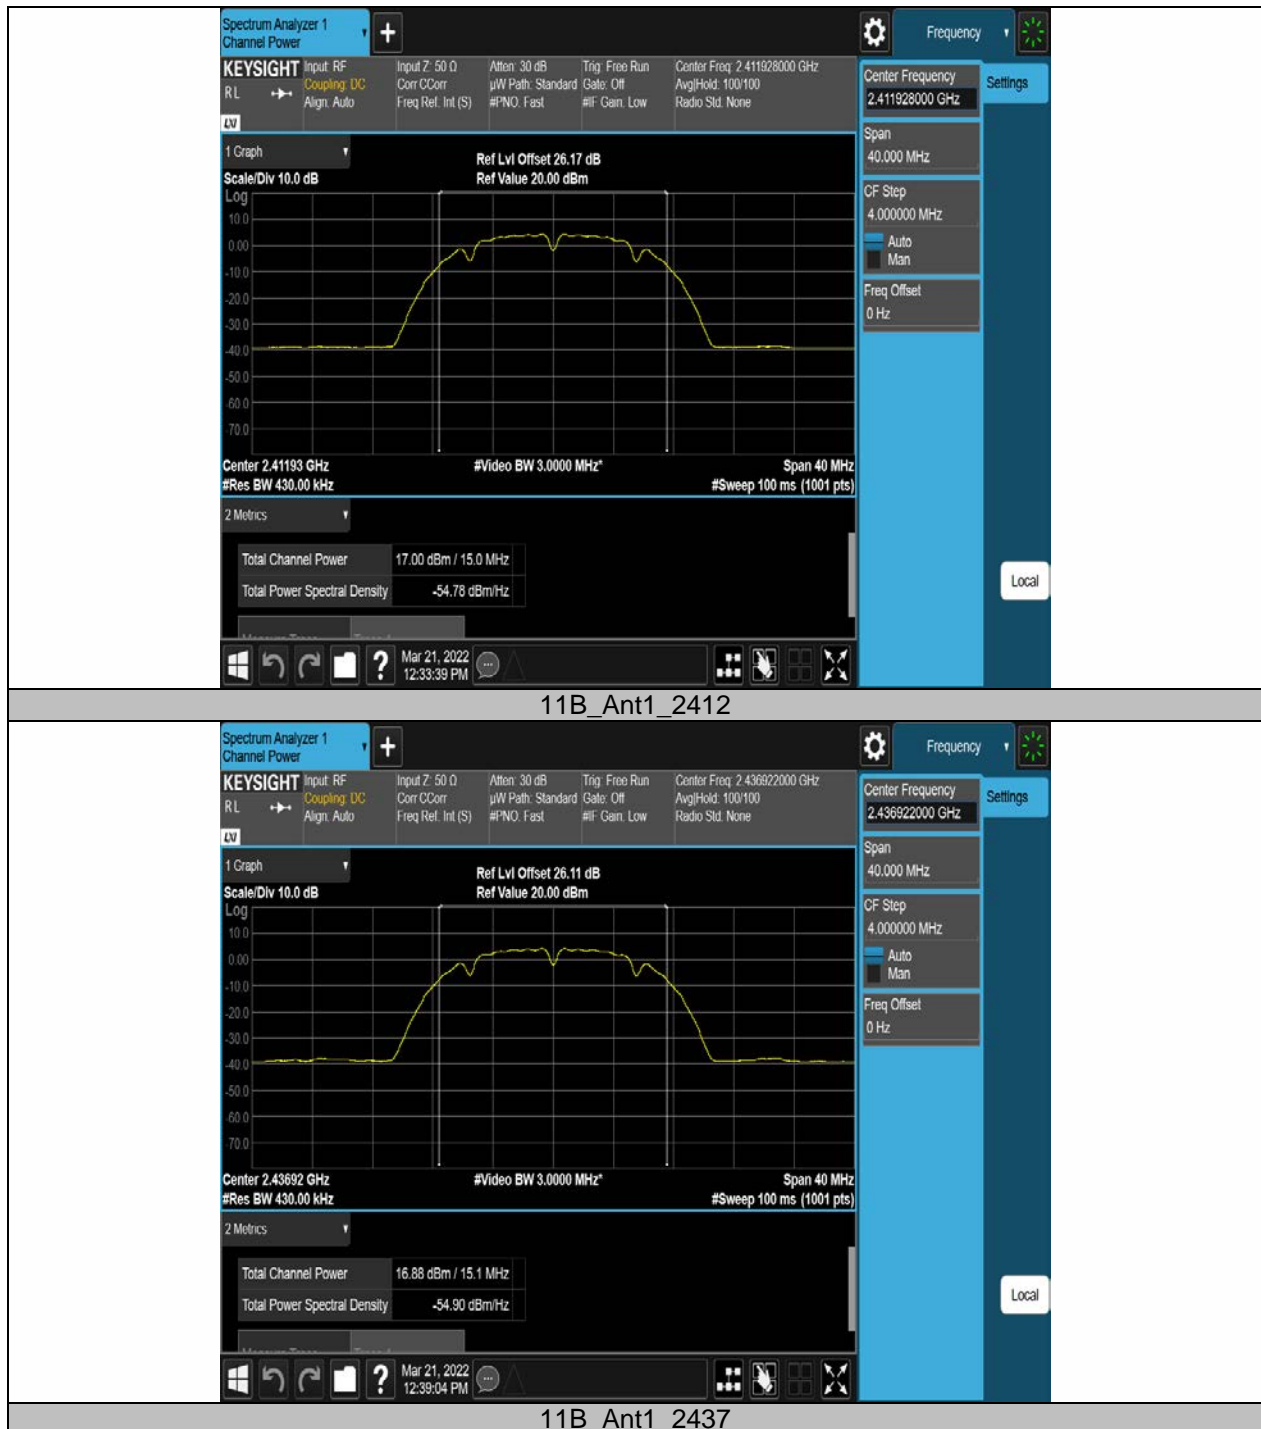 Spectrum Analyzer 1
Channel Power
+
Frequency
KEYSIGHT
RL
LXI
Input: RF
Coupling: DC
Align: Auto
Input Z: 50 Ω
Corr CCorr
Freq Ref: Int (S)
Atten: 30 dB
µW Path: Standard
#PNO: Fast
Trig: Free Run
Gate: Off
#IF Gain: Low
Center Freq: 2.411928000 GHz
Avg|Hold: 100/100
Radio Std: None
Center Frequency
2.411928000 GHz
Settings
Span
40.000 MHz
CF Step
4.000000 MHz
Auto
Man
Freq Offset
0 Hz
Local
1 Graph
Scale/Div 10.0 dB
Ref Lvl Offset 26.17 dB
Ref Value 20.00 dBm
Log
10.0
0.00
-10.0
-20.0
-30.0
-40.0
-50.0
-60.0
-70.0
Center 2.41193 GHz
#Res BW 430.00 kHz
#Video BW 3.0000 MHz*
Span 40 MHz
#Sweep 100 ms (1001 pts)
2 Metrics
Total Channel Power 17.00 dBm / 15.0 MHz
Total Power Spectral Density -54.78 dBm/Hz
?
Mar 21, 2022
12:33:39 PM
11B_Ant1_2412
Spectrum Analyzer 1
Channel Power
+
Frequency
KEYSIGHT
RL
LXI
Input: RF
Coupling: DC
Align: Auto
Input Z: 50 Ω
Corr CCorr
Freq Ref: Int (S)
Atten: 30 dB
µW Path: Standard
#PNO: Fast
Trig: Free Run
Gate: Off
#IF Gain: Low
Center Freq: 2.436922000 GHz
Avg|Hold: 100/100
Radio Std: None
Center Frequency
2.436922000 GHz
Settings
Span
40.000 MHz
CF Step
4.000000 MHz
Auto
Man
Freq Offset
0 Hz
Local
1 Graph
Scale/Div 10.0 dB
Ref Lvl Offset 26.11 dB
Ref Value 20.00 dBm
Log
10.0
0.00
-10.0
-20.0
-30.0
-40.0
-50.0
-60.0
-70.0
Center 2.43692 GHz
#Res BW 430.00 kHz
#Video BW 3.0000 MHz*
Span 40 MHz
#Sweep 100 ms (1001 pts)
2 Metrics
Total Channel Power 16.88 dBm / 15.1 MHz
Total Power Spectral Density -54.90 dBm/Hz
?
Mar 21, 2022
12:39:04 PM
11B_Ant1_2437